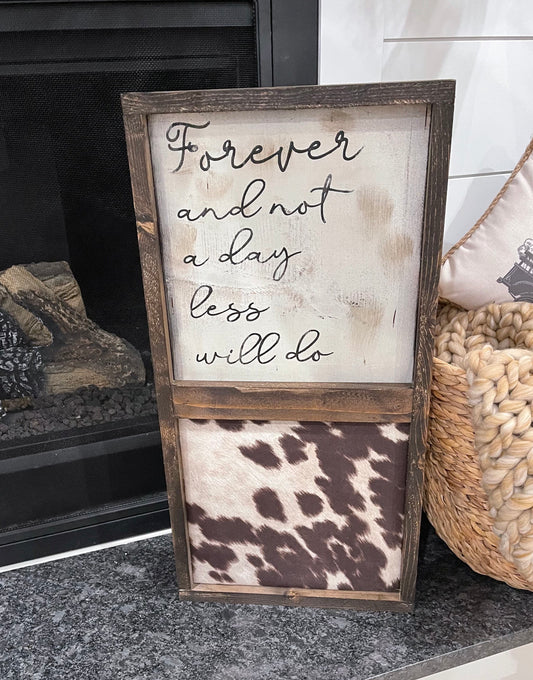 Forever
and not
a day
less
will do